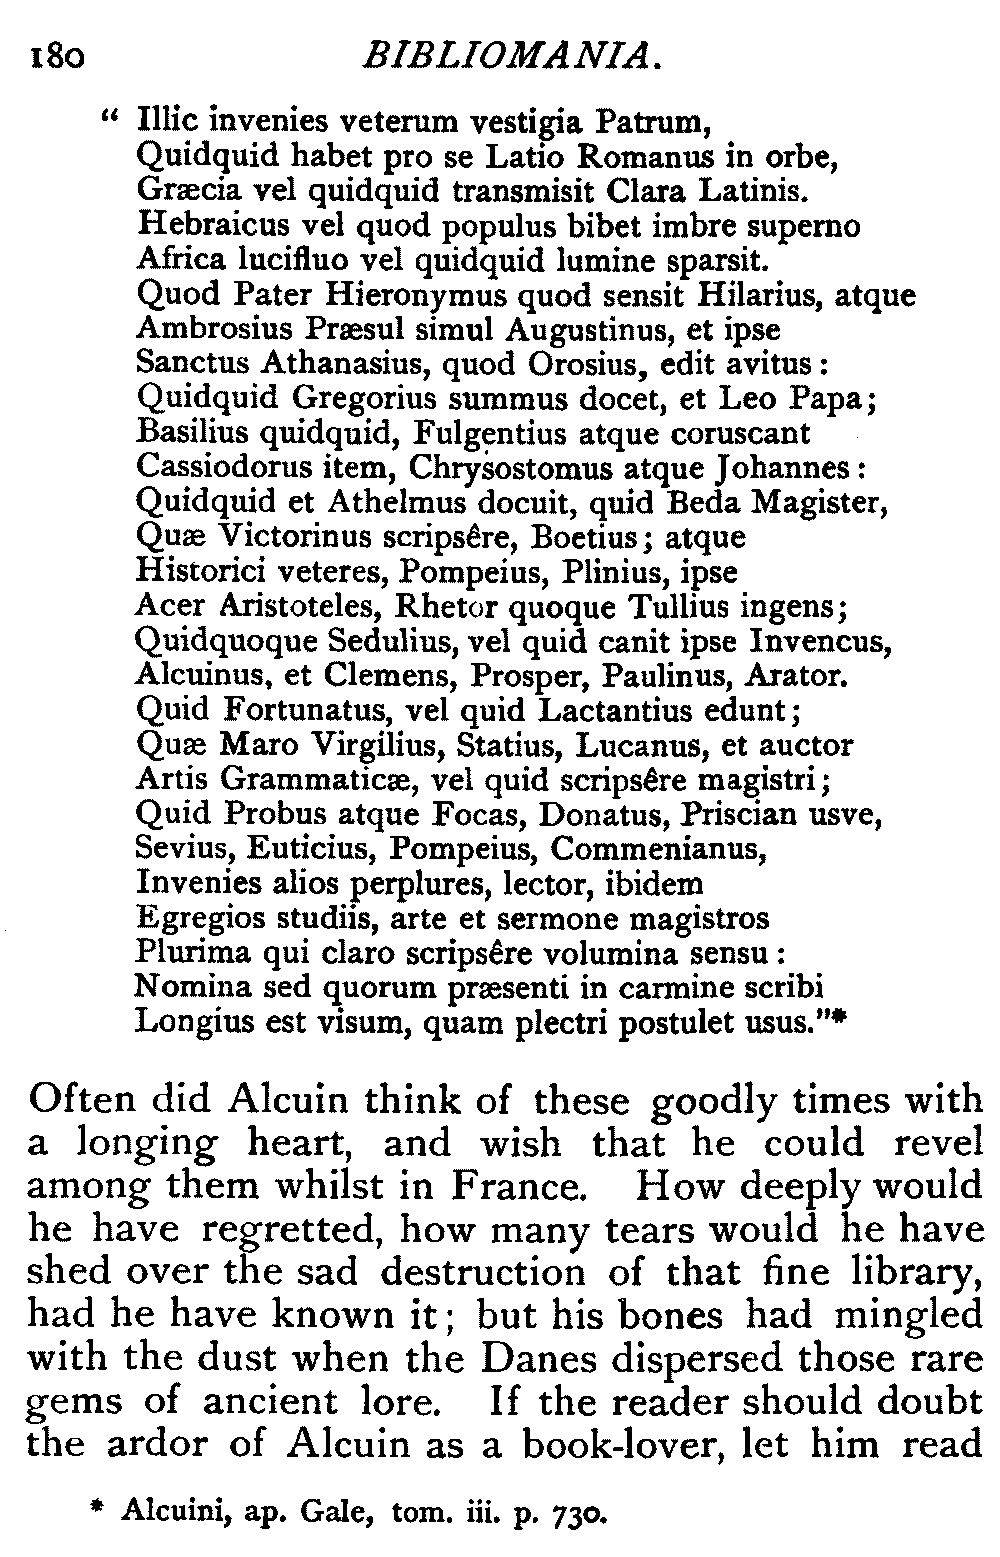 180 BIBLIOMANIA.
“ Illic invenies veterum vestigia Patrum,
Quidquid habet pro se Latio Romanus in orbe,
Græcia vel quidquid transmisit Clara Latinis.
Hebraicus vel quod populus bibet imbre superno
Africa lucifluo vel quidquid lumine sparsit.
Quod Pater Hieronymus quod sensit Hilarius, atque
Ambrosius Præsul simul Augustinus, et ipse
Sanctus Athanasius, quod Orosius, edit avitus :
Quidquid Gregorius summus docet, et Leo Papa;
Basilius quidquid, Fulgentius atque coruscant
Cassiodorus item, Chrysostomus atque Johannes :
Quidquid et Athelmus docuit, quid Beda Magister,
Quæ Victorinus scripsêre, Boetius; atque
Historici veteres, Pompeius, Plinius, ipse
Acer Aristoteles, Rhetor quoque Tullius ingens;
Quidquoque Sedulius, vel quid canit ipse Invencus,
Alcuinus, et Clemens, Prosper, Paulinus, Arator.
Quid Fortunatus, vel quid Lactantius edunt;
Quæ Maro Virgilius, Statius, Lucanus, et auctor
Artis Grammaticæ, vel quid scripsêre magistri;
Quid Probus atque Focas, Donatus, Priscian usve,
Sevius, Euticius, Pompeius, Commenianus,
Invenies alios perplures, lector, ibidem
Egregios studiis, arte et sermone magistros
Plurima qui claro scripsêre volumina sensu :
Nomina sed quorum præsenti in carmine scribi
Longius est visum, quam plectri postulet usus.”*
Often did Alcuin think of these goodly times with
a longing heart, and wish that he could revel
among them whilst in France. How deeply would
he have regretted, how many tears would he have
shed over the sad destruction of that fine library,
had he have known it; but his bones had mingled
with the dust when the Danes dispersed those rare
gems of ancient lore. If the reader should doubt
the ardor of Alcuin as a book-lover, let him read
* Alcuini, ap. Gale, tom. iii. p. 730.